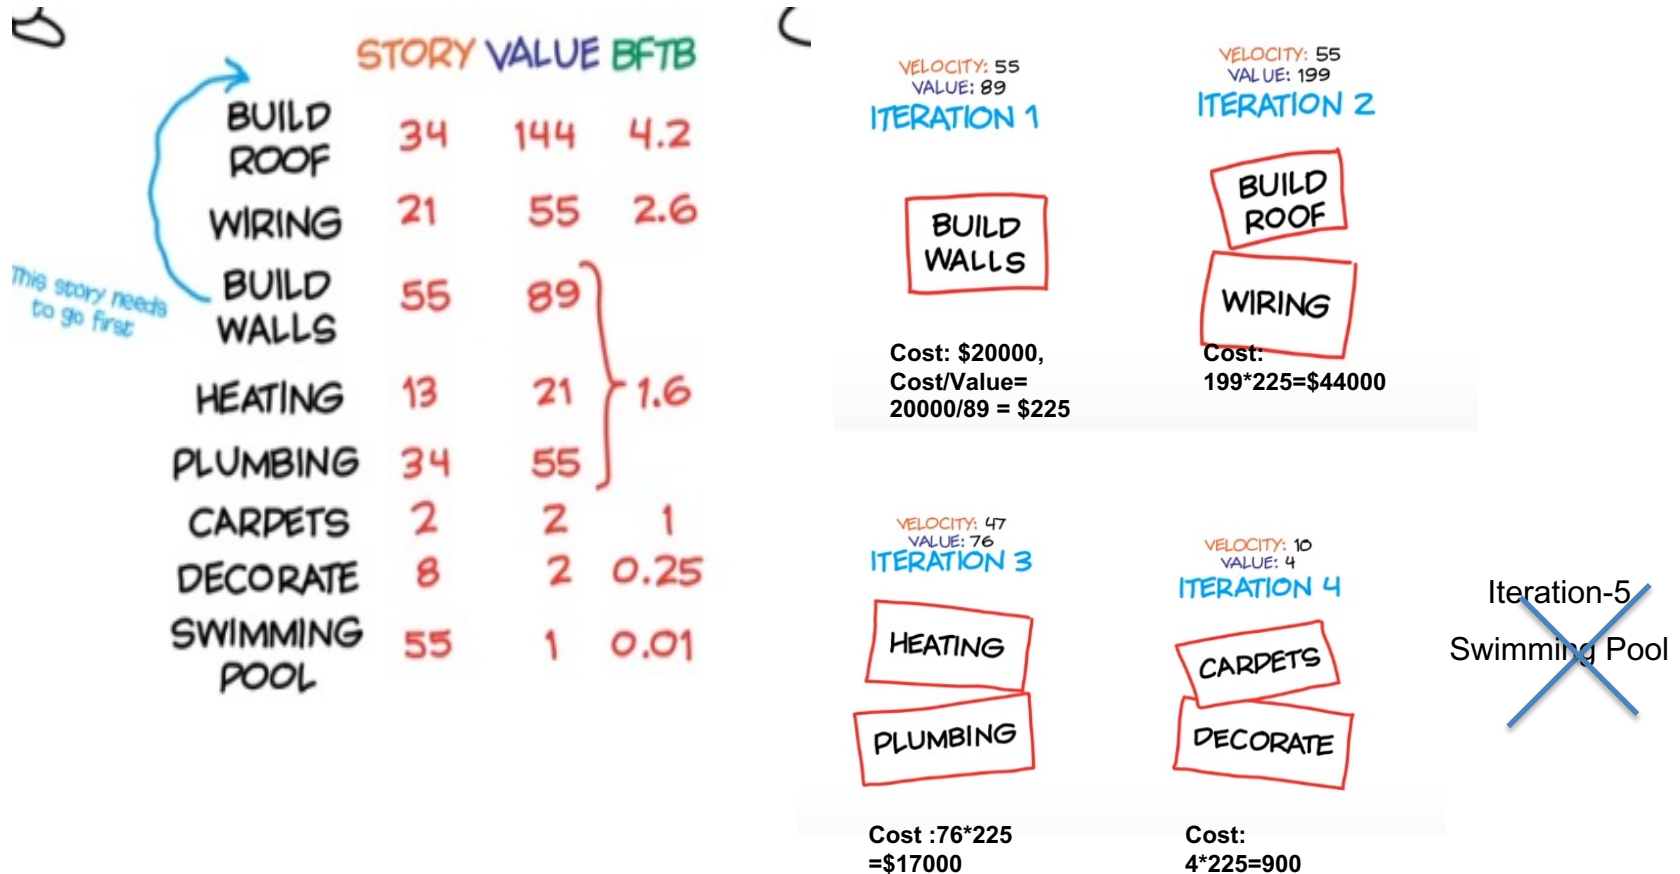 STORY VALUE BFTB
BUILD
ROOF
34 144 4.2
WIRING 21 55 2.6
This story needs
to go first
BUILD
WALLS
55 89
HEATING 13 21 1.6
PLUMBING 34 55
CARPETS 2 2 1
DECORATE 8 2 0.25
SWIMMING
POOL
55 1 0.01
VELOCITY: 55
VALUE: 89
ITERATION 1
BUILD
WALLS
Cost: $20000,
Cost/Value=
20000/89 = $225
VELOCITY: 55
VALUE: 199
ITERATION 2
BUILD
ROOF
WIRING
Cost:
199*225=$44000
VELOCITY: 47
VALUE: 76
ITERATION 3
HEATING
PLUMBING
Cost :76*225
=$17000
VELOCITY: 10
VALUE: 4
ITERATION 4
CARPETS
DECORATE
Cost:
4*225=900
Iteration-5
Swimming Pool